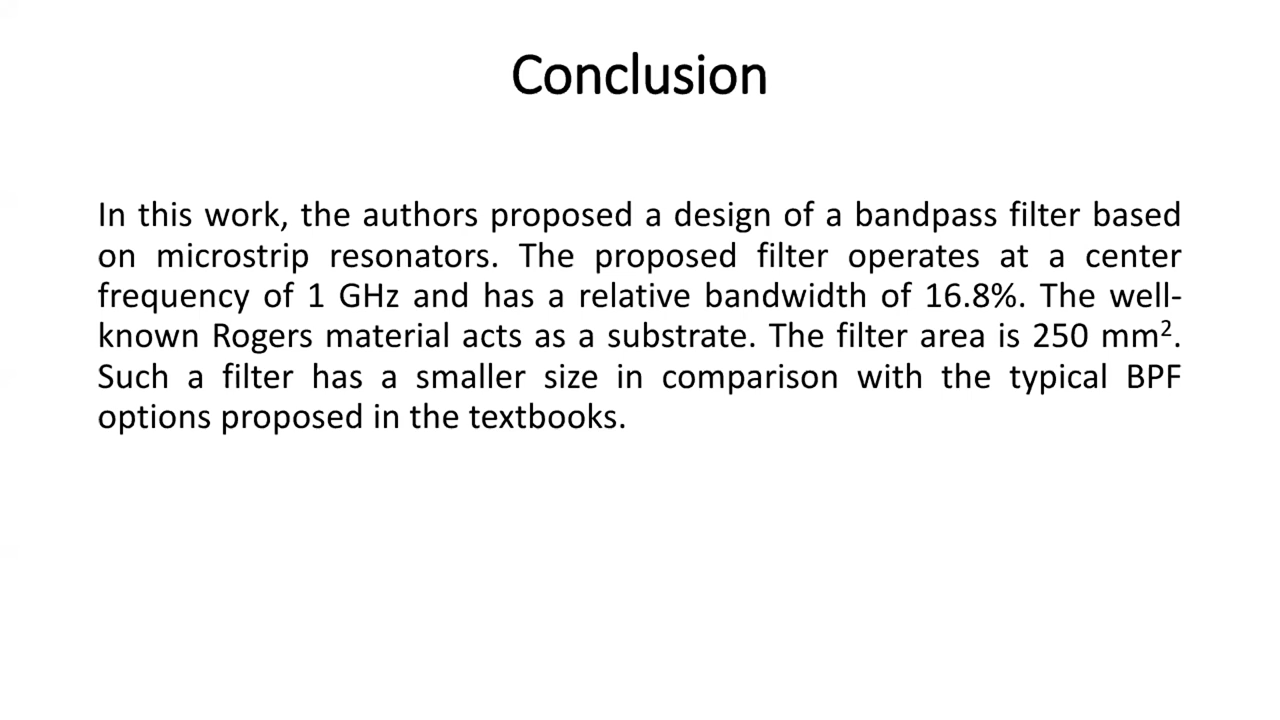 Conclusion
In this work, the authors proposed a design of a bandpass filter based
on microstrip resonators. The proposed filter operates at a center
frequency of 1 GHz and has a relative bandwidth of 16.8%. The well-
known Rogers material acts as a substrate. The filter area is 250 mm².
Such a filter has a smaller size in comparison with the typical BPF
options proposed in the textbooks.